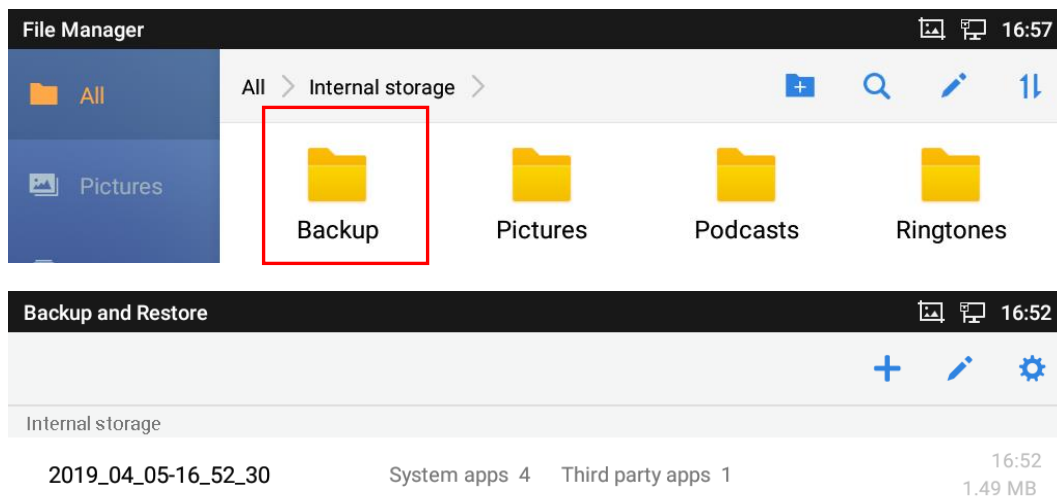 File Manager 16:57
All All Internal storage
Pictures
Backup Pictures Podcasts Ringtones
Backup and Restore 16:52
Internal storage
2019_04_05-16_52_30 System apps 4 Third party apps 1 16:52
1.49 MB